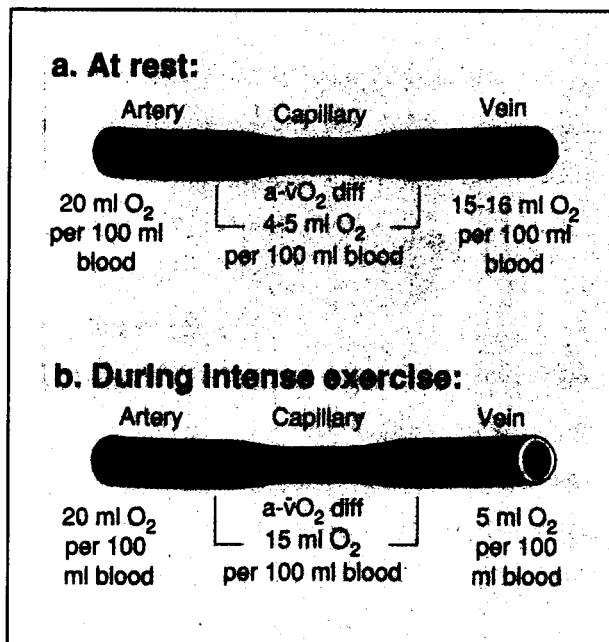 a. At rest:
Artery Capillary Vein
20 ml O₂
per 100 ml
blood
a-v̄O₂ diff
4-5 ml O₂
per 100 ml blood
15-16 ml O₂
per 100 ml
blood
b. During intense exercise:
Artery Capillary Vein
20 ml O₂
per 100
ml blood
a-v̄O₂ diff
15 ml O₂
per 100 ml blood
5 ml O₂
per 100
ml blood